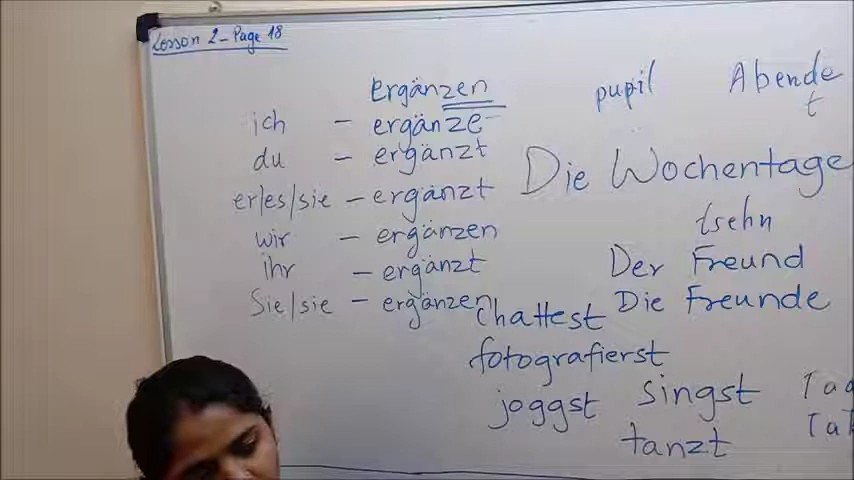 Lesson 2 - Page 18
ergänzen
ich - ergänze
du - ergänzt
er/es/sie - ergänzt
wir - ergänzen
ihr - ergänzt
Sie/sie - ergänzen
pupil
Abende
t
Die Wochentage
tsehn
Der Freund
Die Freunde
chattest
fotografierst
joggst
singst
tanzt